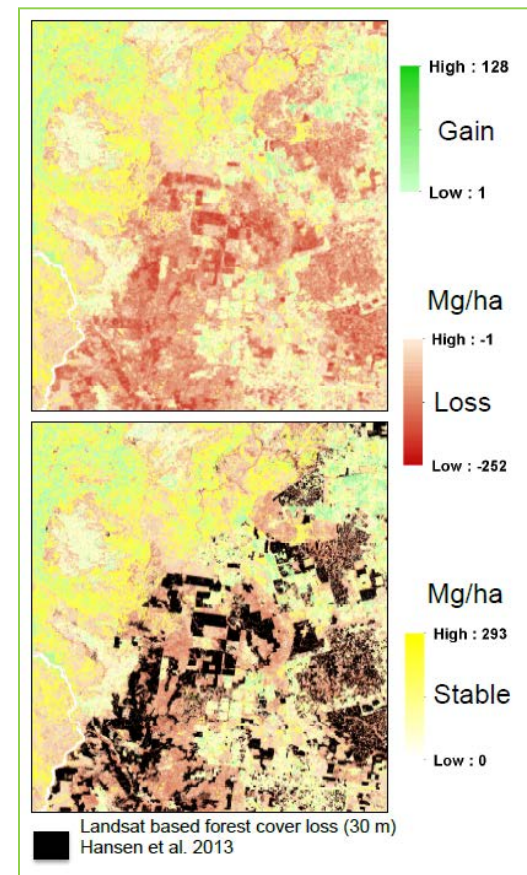 High : 128
Gain
Low : 1
Mg/ha
High : -1
Loss
Low : -252
Mg/ha
High : 293
Stable
Low : 0
Landsat based forest cover loss (30 m)
Hansen et al. 2013